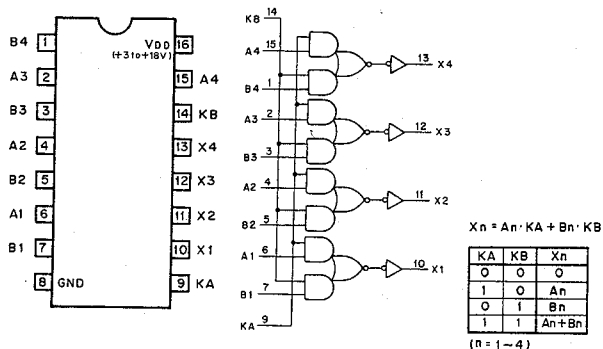 B4 1
A3 2
B3 3
A2 4
B2 5
A1 6
B1 7
8 GND
VDD 16
(+3 to +18V)
15 A4
14 KB
13 X4
12 X3
11 X2
10 X1
9 KA
KB 14
A4 15
B4 1
A3 2
B3 3
A2 4
B2 5
A1 6
B1 7
KA 9
13 X4
12 X3
11 X2
10 X1
Xn = An·KA + Bn·KB
KA KB Xn
0 0 0
1 0 An
0 1 Bn
1 1 An+Bn
(n = 1~4)